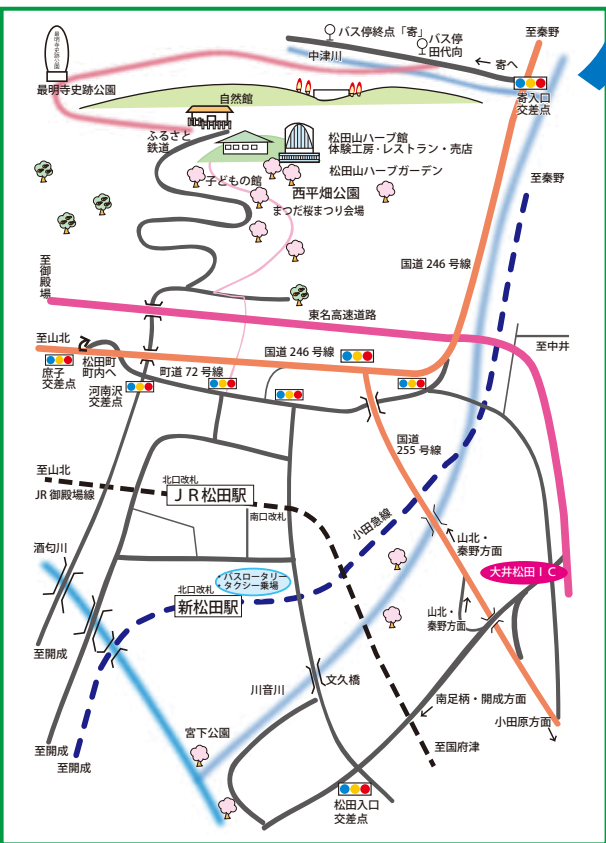 最明寺史跡公園
最明寺史跡公園
バス停終点「寄」
バス停
田代向
中津川
← 寄へ
至秦野
寄入口
交差点
自然館
ふるさと
鉄道
松田山ハーブ館
体験工房・レストラン・売店
松田山ハーブガーデン
子どもの館
西平畑公園
まつだ桜まつり会場
至秦野
至御殿場
国道 246 号線
東名高速道路
至山北
松田町
町内へ
庶子
交差点
河南沢
交差点
町道 72 号線
国道 246 号線
至中井
国道
255 号線
至山北
JR 御殿場線
北口改札
JR松田駅
南口改札
小田急線
酒匂川
・バスロータリー
・タクシー乗場
北口改札
新松田駅
山北・
秦野方面
大井松田IC
山北・
秦野方面
至開成
川音川
文久橋
南足柄・開成方面
小田原方面
至開成
至開成
宮下公園
至国府津
松田入口
交差点